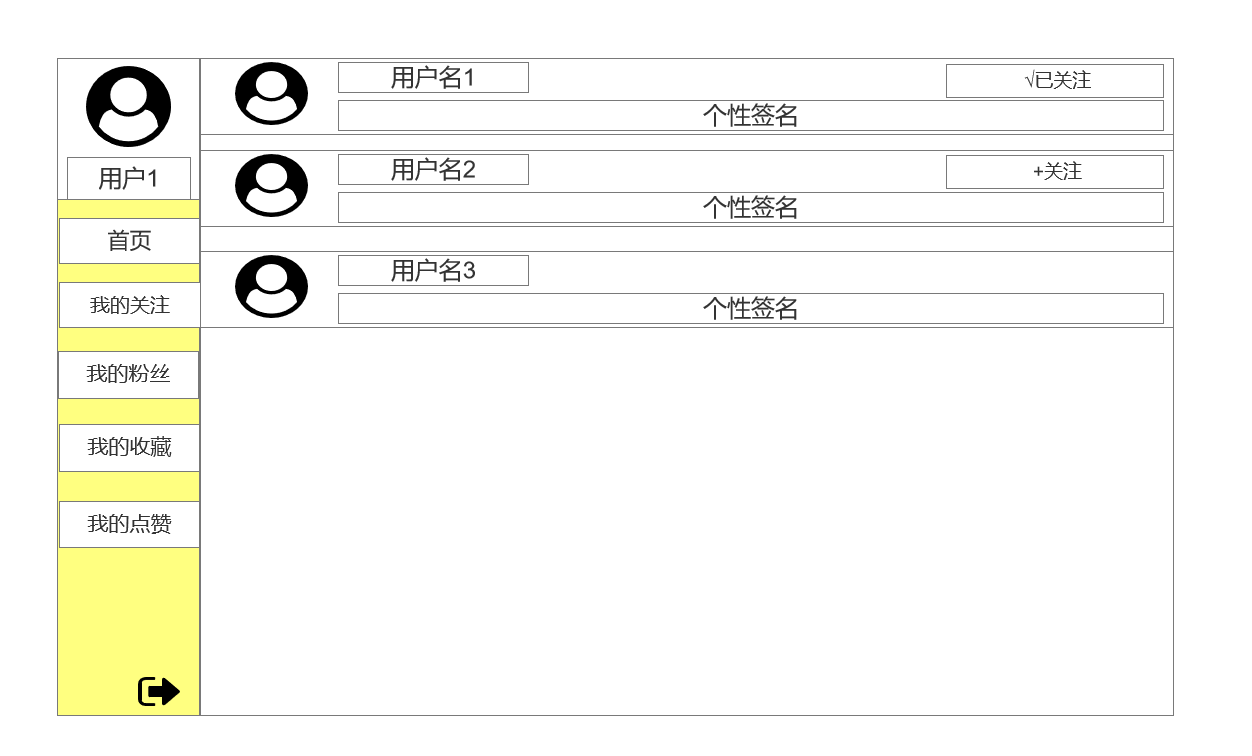 用户1
首页
我的关注
我的粉丝
我的收藏
我的点赞
用户名1
√已关注
个性签名
用户名2
+关注
个性签名
用户名3
个性签名